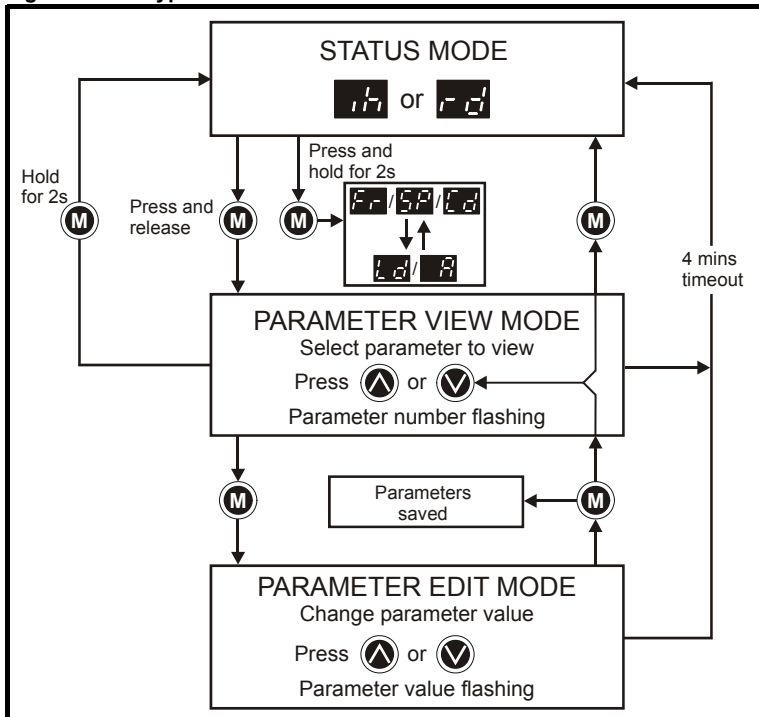 STATUS MODE
ih or rd
Press and
hold for 2s
Hold
for 2s
M
Press and
release
M
M
Fr / SP / Cd
Ld / A
M
4 mins
timeout
PARAMETER VIEW MODE
Select parameter to view
Press or
Parameter number flashing
M
Parameters
saved
M
PARAMETER EDIT MODE
Change parameter value
Press or
Parameter value flashing